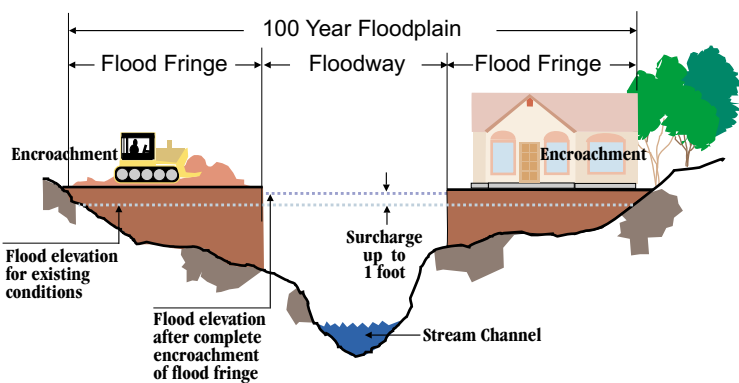 100 Year Floodplain
Flood Fringe
Floodway
Flood Fringe
Encroachment
Encroachment
Flood elevation
for existing
conditions
Surcharge
up to
1 foot
Flood elevation
after complete
encroachment
of flood fringe
Stream Channel